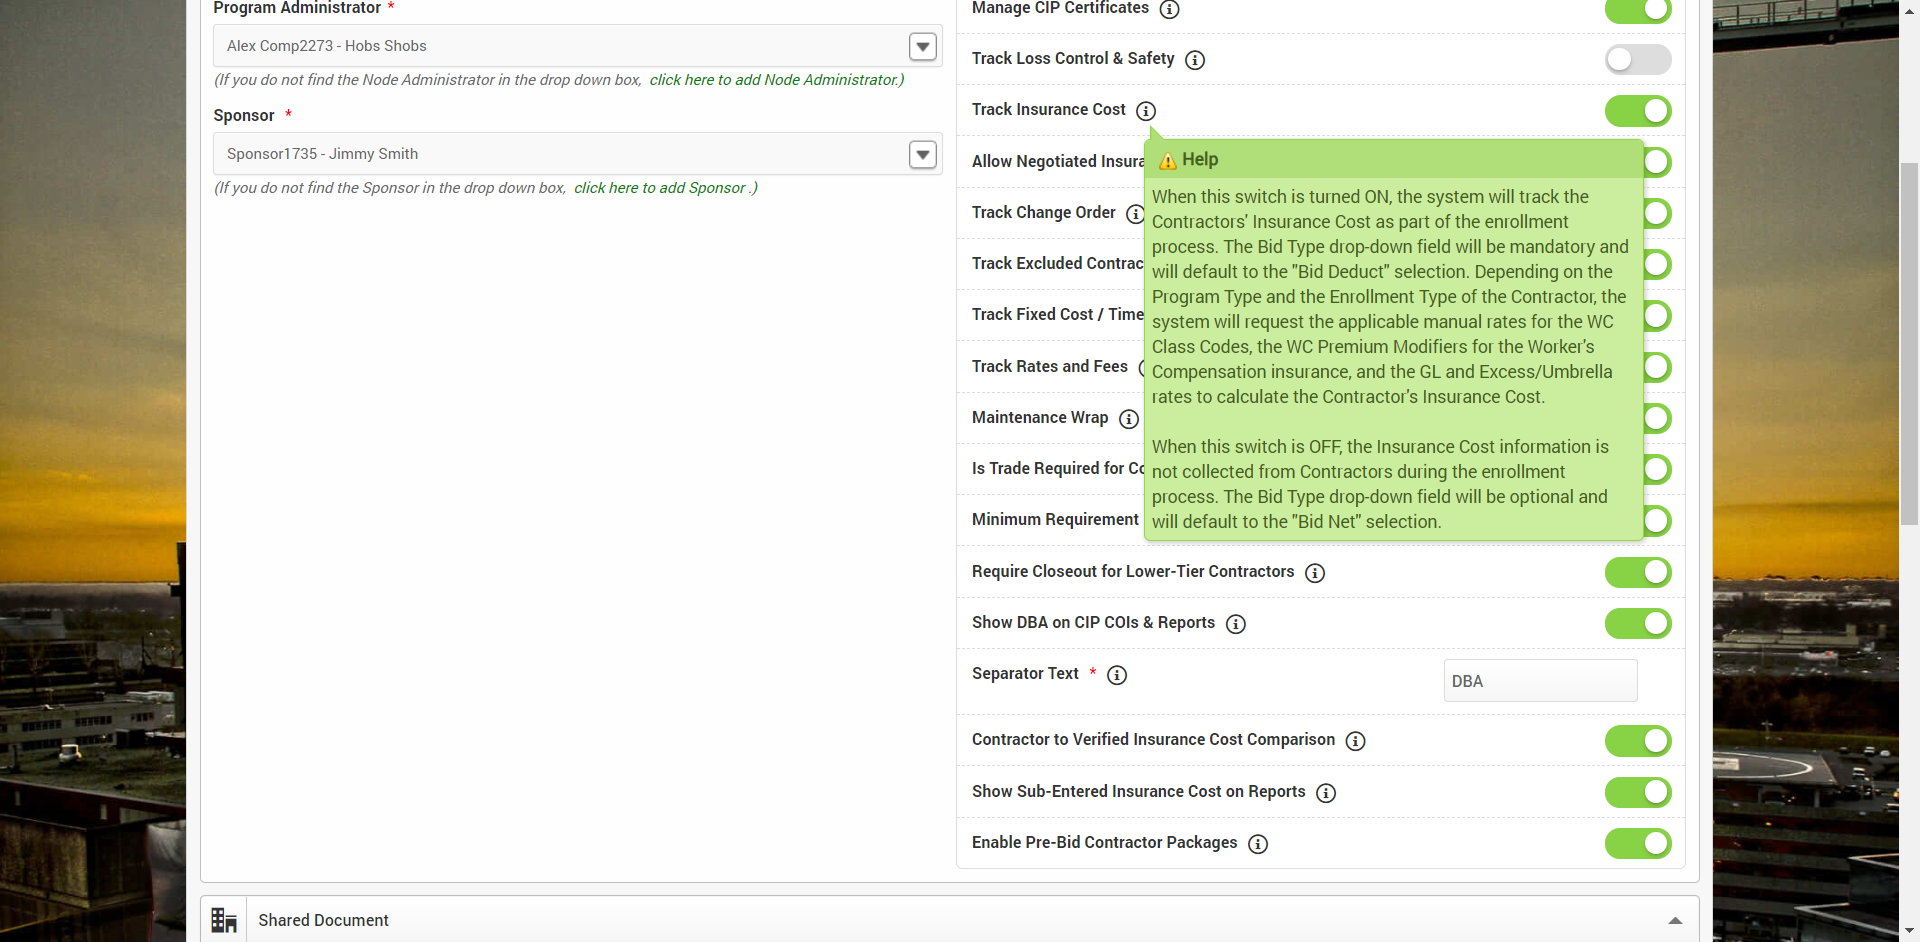 Program Administrator *
Alex Comp2273 - Hobs Shobs
(If you do not find the Node Administrator in the drop down box, click here to add Node Administrator.)
Sponsor *
Sponsor1735 - Jimmy Smith
(If you do not find the Sponsor in the drop down box, click here to add Sponsor .)
Manage CIP Certificates
Track Loss Control & Safety
Track Insurance Cost
Allow Negotiated Insura
Track Change Order
Track Excluded Contrac
Track Fixed Cost / Time
Track Rates and Fees
Maintenance Wrap
Is Trade Required for Co
Minimum Requirement
Help
When this switch is turned ON, the system will track the
Contractors' Insurance Cost as part of the enrollment
process. The Bid Type drop-down field will be mandatory and
will default to the "Bid Deduct" selection. Depending on the
Program Type and the Enrollment Type of the Contractor, the
system will request the applicable manual rates for the WC
Class Codes, the WC Premium Modifiers for the Worker's
Compensation insurance, and the GL and Excess/Umbrella
rates to calculate the Contractor's Insurance Cost.
When this switch is OFF, the Insurance Cost information is
not collected from Contractors during the enrollment
process. The Bid Type drop-down field will be optional and
will default to the "Bid Net" selection.
Require Closeout for Lower-Tier Contractors
Show DBA on CIP COIs & Reports
Separator Text *
DBA
Contractor to Verified Insurance Cost Comparison
Show Sub-Entered Insurance Cost on Reports
Enable Pre-Bid Contractor Packages
Shared Document